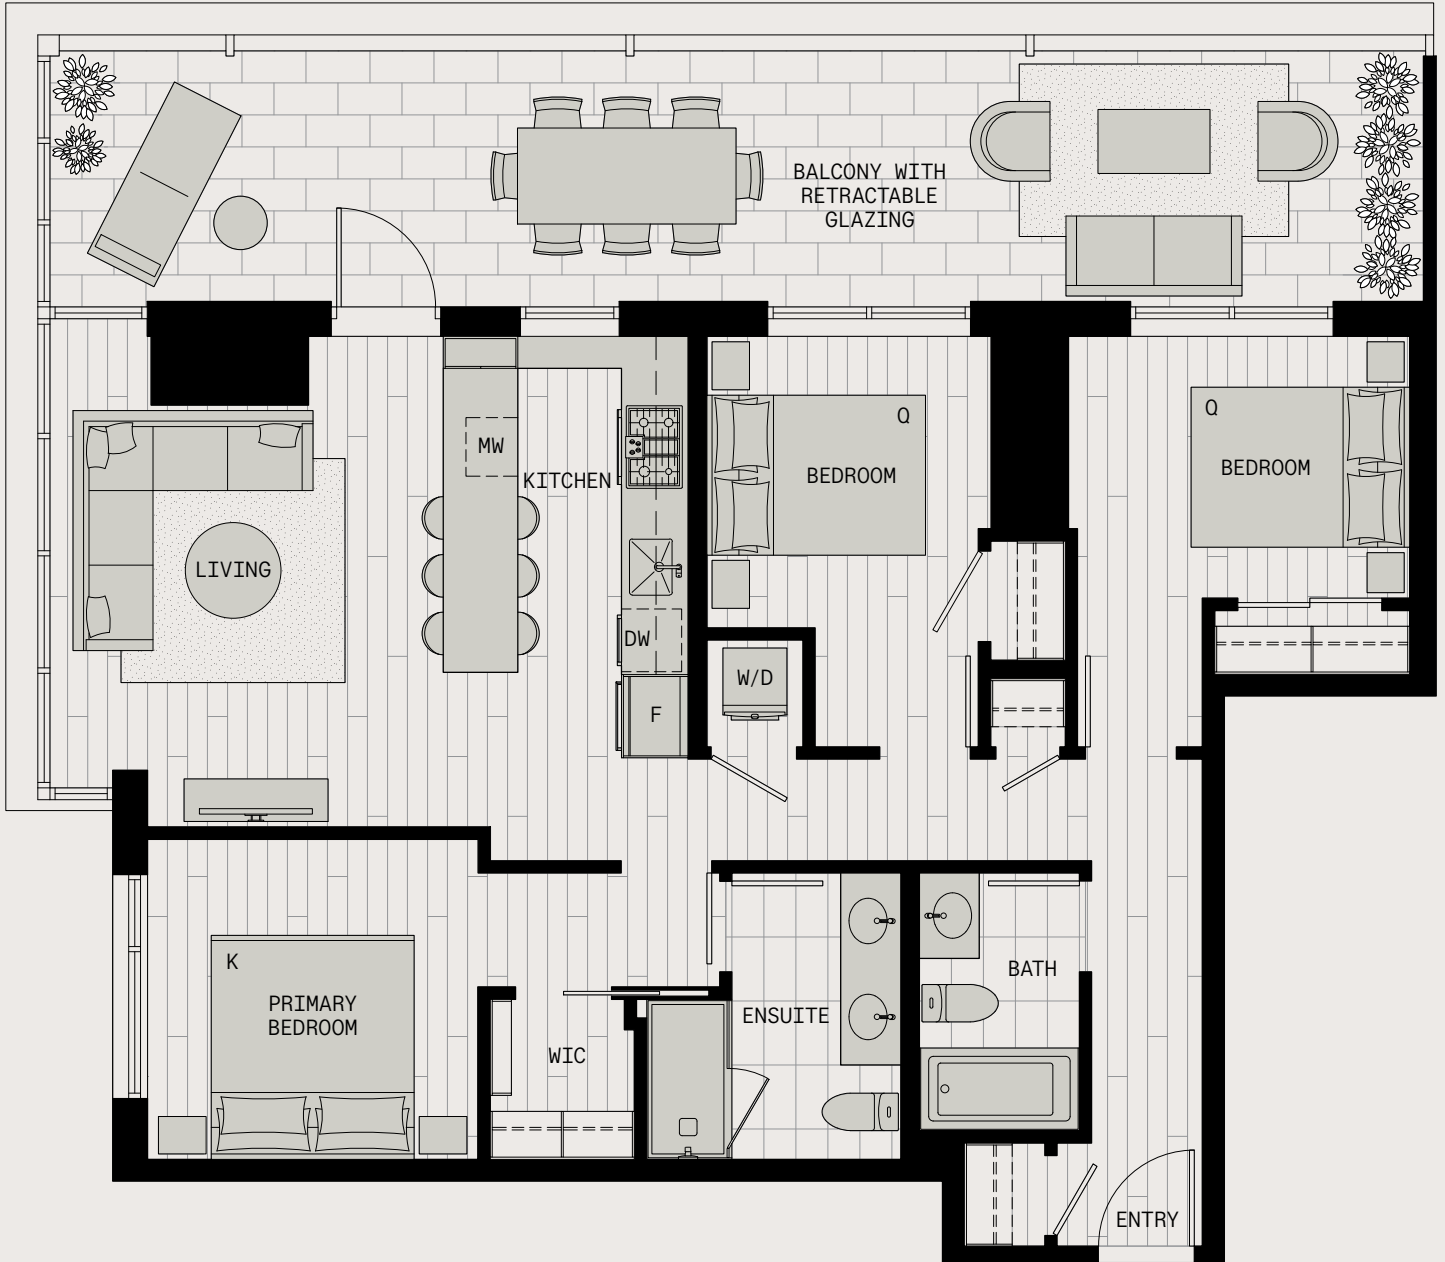 BALCONY WITH
RETRACTABLE
GLAZING
MW
KITCHEN
Q
BEDROOM
Q
BEDROOM
LIVING
DW
W/D
F
K
PRIMARY
BEDROOM
WIC
ENSUITE
BATH
ENTRY